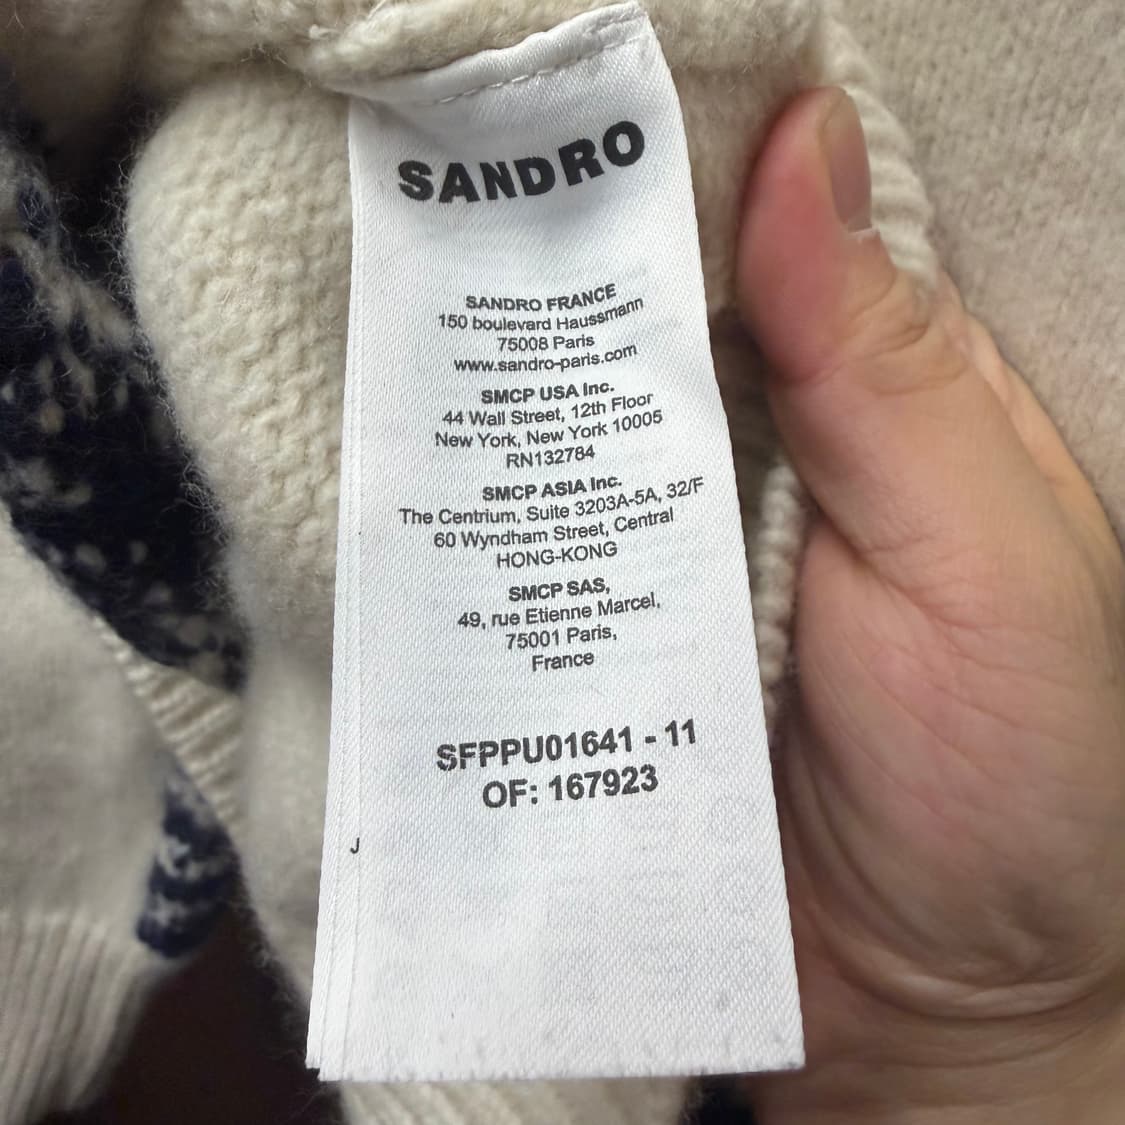 SANDRO
SANDRO FRANCE
150 boulevard Haussmann
75008 Paris
www.sandro-paris.com
SMCP USA Inc.
44 Wall Street, 12th Floor
New York, New York 10005
RN132784
SMCP ASIA Inc.
The Centrium, Suite 3203A-5A, 32/F
60 Wyndham Street, Central
HONG-KONG
SMCP SAS,
49, rue Etienne Marcel,
75001 Paris,
France
SFPPU01641 - 11
OF: 167923
J